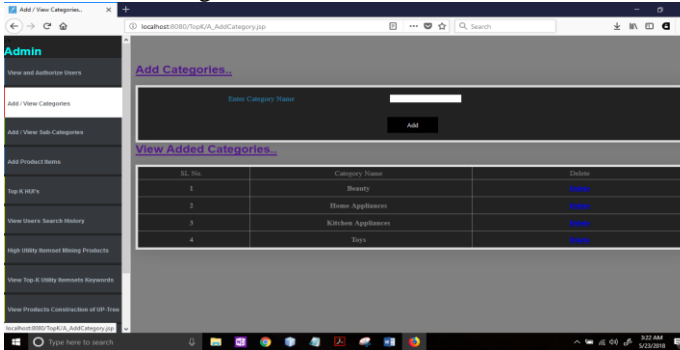 Add / View Categories..
localhost:8080/TopK/A_AddCategory.jsp
Search
Admin
View and Authorize Users
Add / View Categories
Add / View Sub-Categories
Add Product Items
Top K HUI's
View Users Search History
High Utility Itemset Mining Products
View Top-K Utility Itemsets Keywords
View Products Construction of UP-Tree
localhost:8080/TopK/A_AddCategory.jsp
Add Categories..
Enter Category Name
Add
View Added Categories..
SL No. Category Name Delete
1 Beauty
2 Home Appliances
3 Kitchen Appliances
4 Toys
Type here to search
3:22 AM
5/23/2018